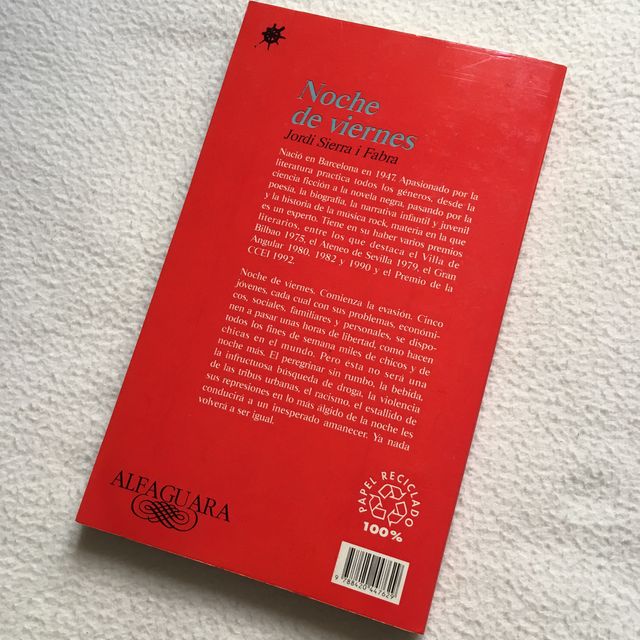 Noche
de viernes
Jordi Sierra i Fabra
Nació en Barcelona en 1947. Apasionado por la
literatura practica todos los géneros, desde la
ciencia ficción a la novela negra, pasando por la
poesía, la biografía, la narrativa infantil y juvenil
y la historia de la música rock, materia en la que
es un experto. Tiene en su haber varios premios
literarios, entre los que destaca el Villa de
Bilbao 1975, el Ateneo de Sevilla 1979, el Gran
Angular 1980, 1982 y 1990 y el Premio de la
CCEI 1992.
Noche de viernes. Comienza la evasión. Cinco
jóvenes, cada cual con sus problemas, económi-
cos, sociales, familiares y personales, se dispo-
nen a pasar unas horas de libertad, como hacen
todos los fines de semana miles de chicos y de
chicas en el mundo. Pero esta no será una
noche más. El peregrinar sin rumbo, la bebida,
la infructuosa búsqueda de droga, la violencia
de las tribus urbanas, el racismo, el estallido de
sus represiones en lo más álgido de la noche les
conducirá a un inesperado amanecer. Ya nada
volverá a ser igual.
ALFAGUARA
PAPEL RECICLADO
100%
9 788420 447629